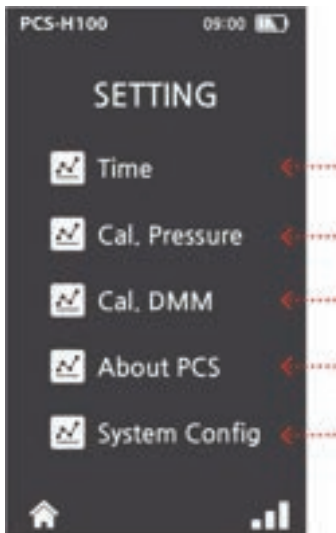 PCS-H100 09:00
SETTING
Time
Cal. Pressure
Cal. DMM
About PCS
System Config